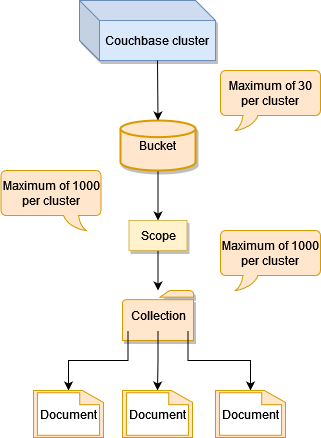 Couchbase cluster
Maximum of 30
per cluster
Bucket
Maximum of 1000
per cluster
Scope
Maximum of 1000
per cluster
Collection
Document
Document
Document